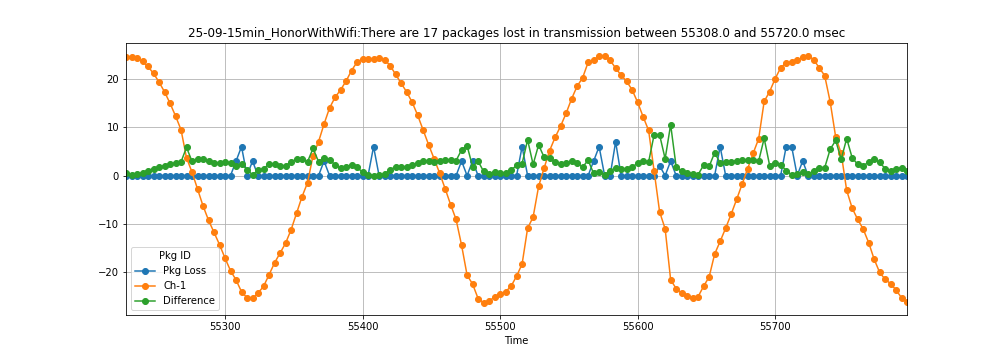 25-09-15min_HonorWithWifi:There are 17 packages lost in transmission between 55308.0 and 55720.0 msec
20
10
0
−10
−20
Pkg ID
Pkg Loss
Ch-1
Difference
55300 55400 55500 55600 55700
Time